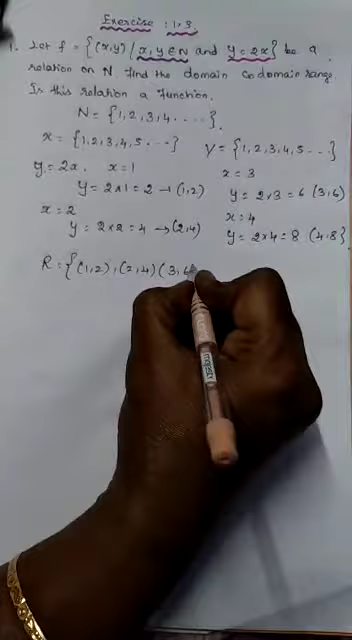 Exercise : 1.3.
1. Let f = {(x,y) / x,y ∈ N and y = 2x} be a
relation on N. find the domain Codomain range.
Is this relation a function.
N = {1,2,3,4.....}.
x = {1,2,3,4,5...} y = {1,2,3,4,5...}
y = 2x. x = 1
y = 2×1 = 2 → (1,2)
x = 2
y = 2×2 = 4 → (2,4)
x = 3
y = 2×3 = 6 (3,6)
x = 4
y = 2×4 = 8 (4,8}
R = {(1,2),(2,4)(3,6